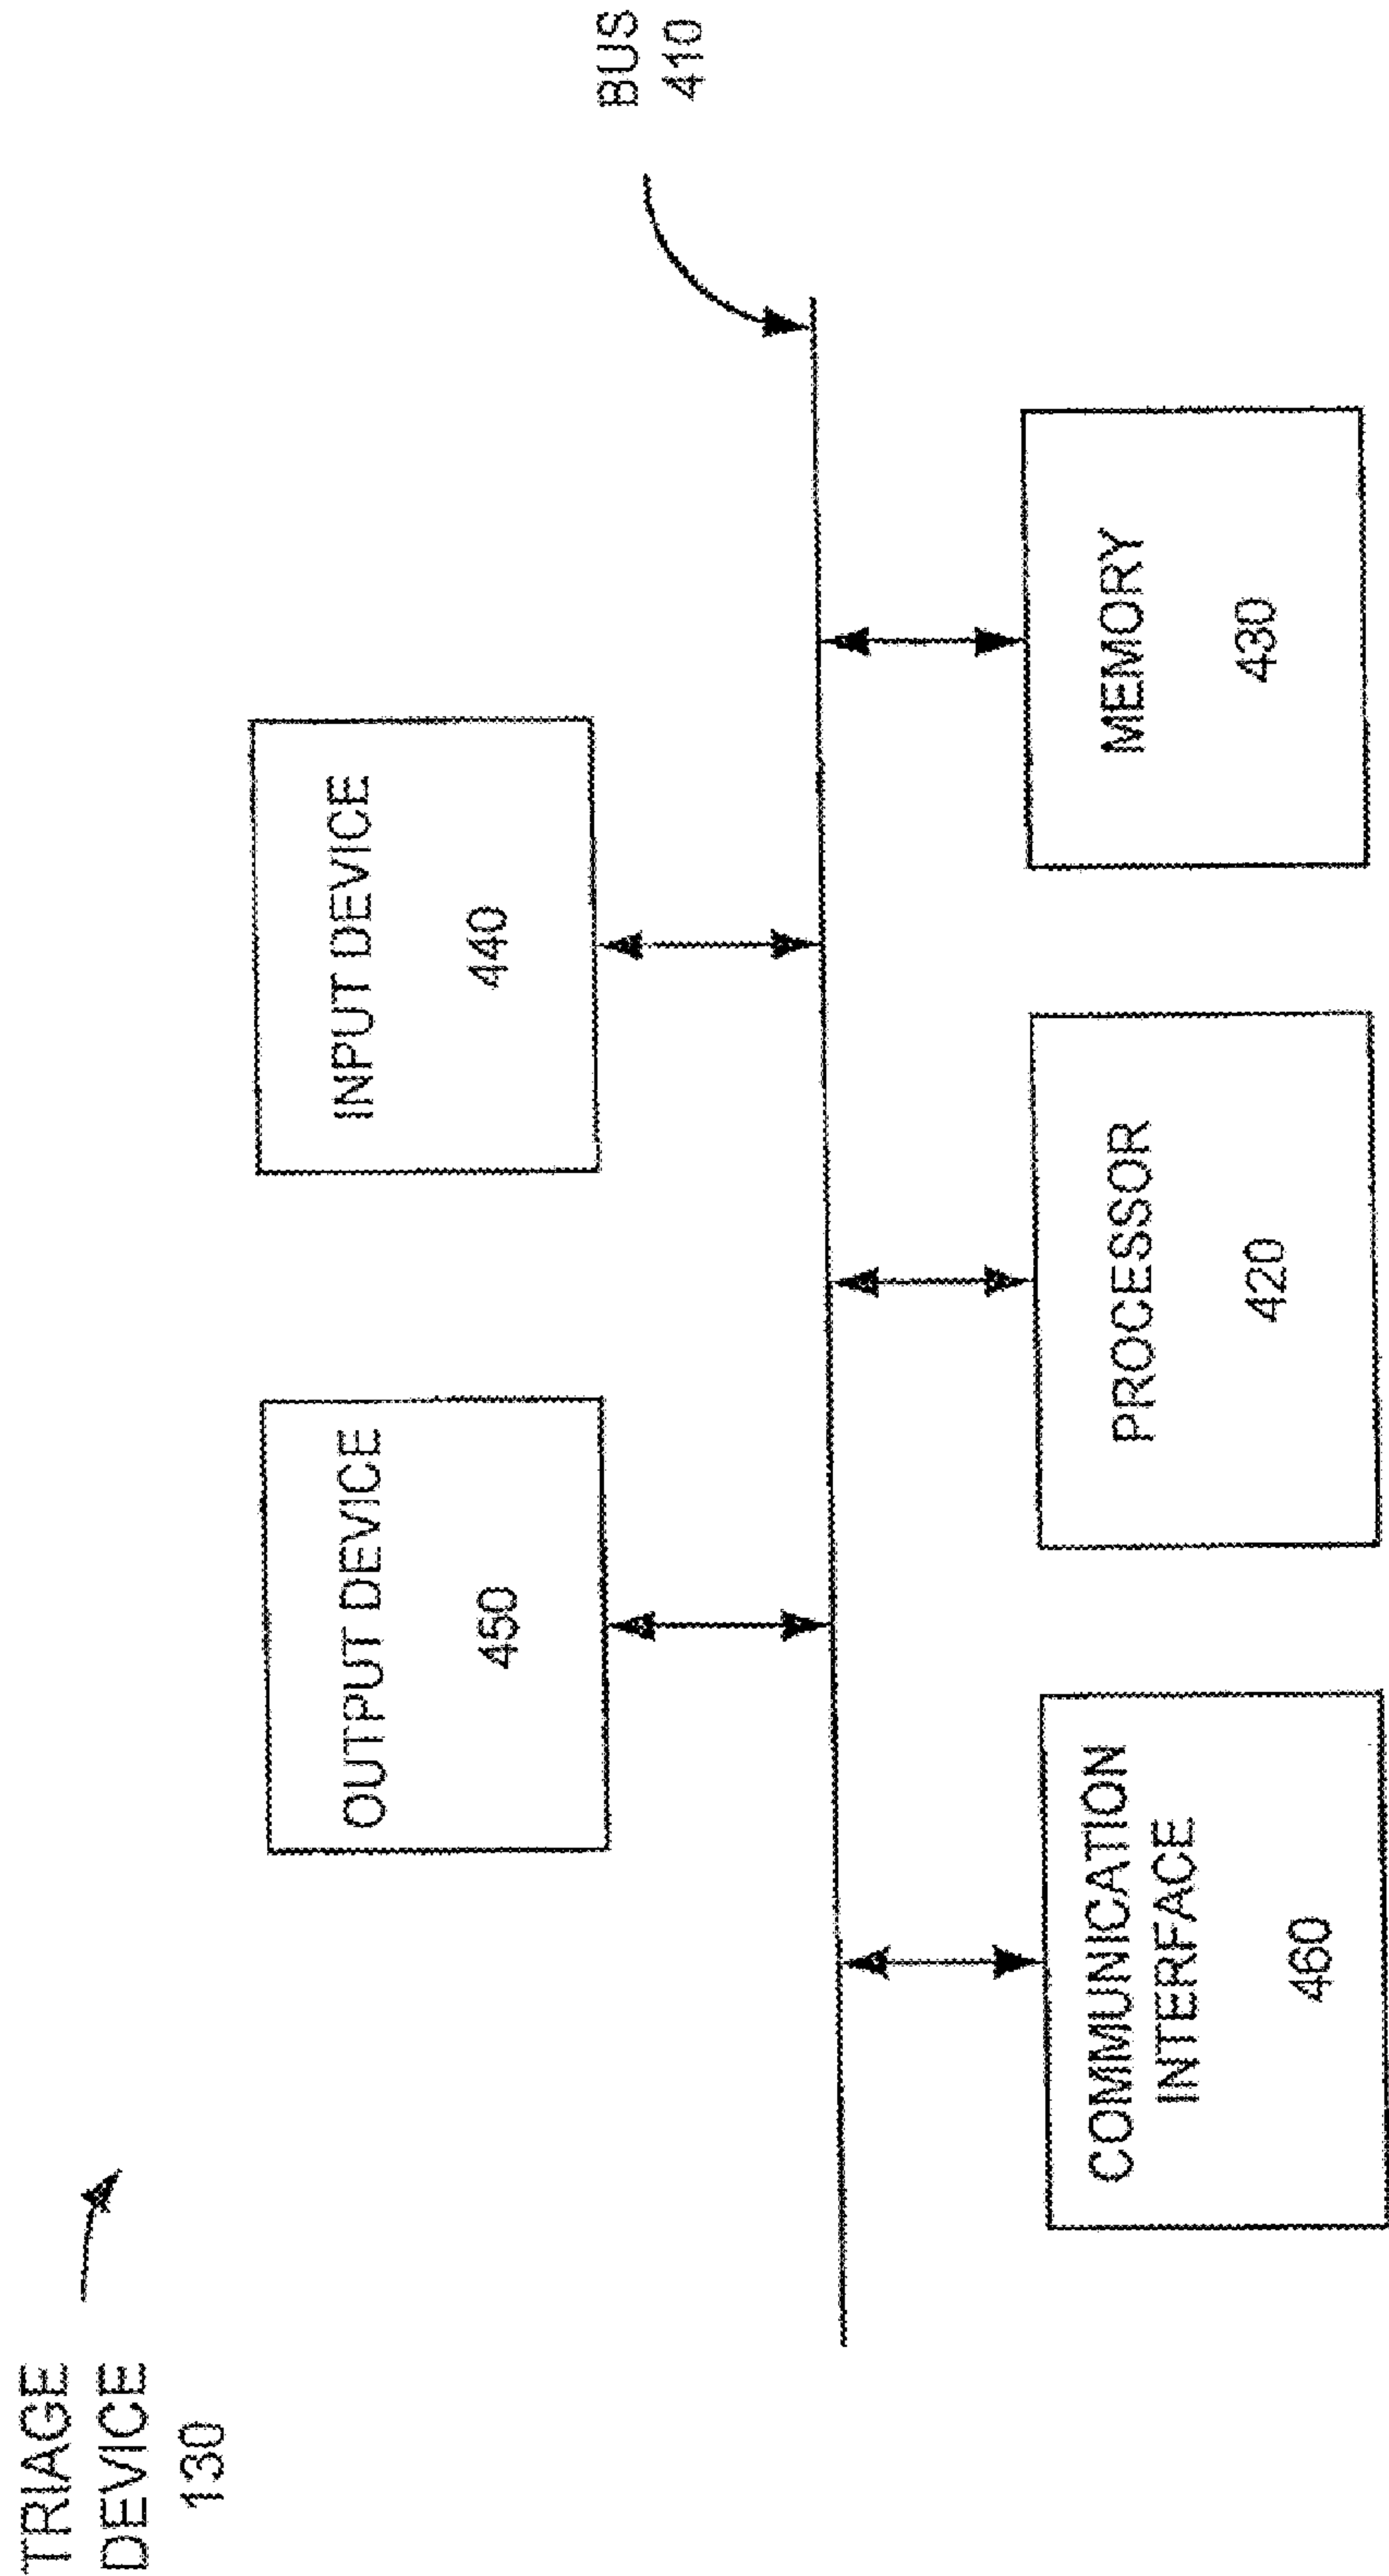 TRIAGE
DEVICE
130
OUTPUT DEVICE
450
INPUT DEVICE
440
BUS
410
COMMUNICATION
INTERFACE
460
PROCESSOR
420
MEMORY
430